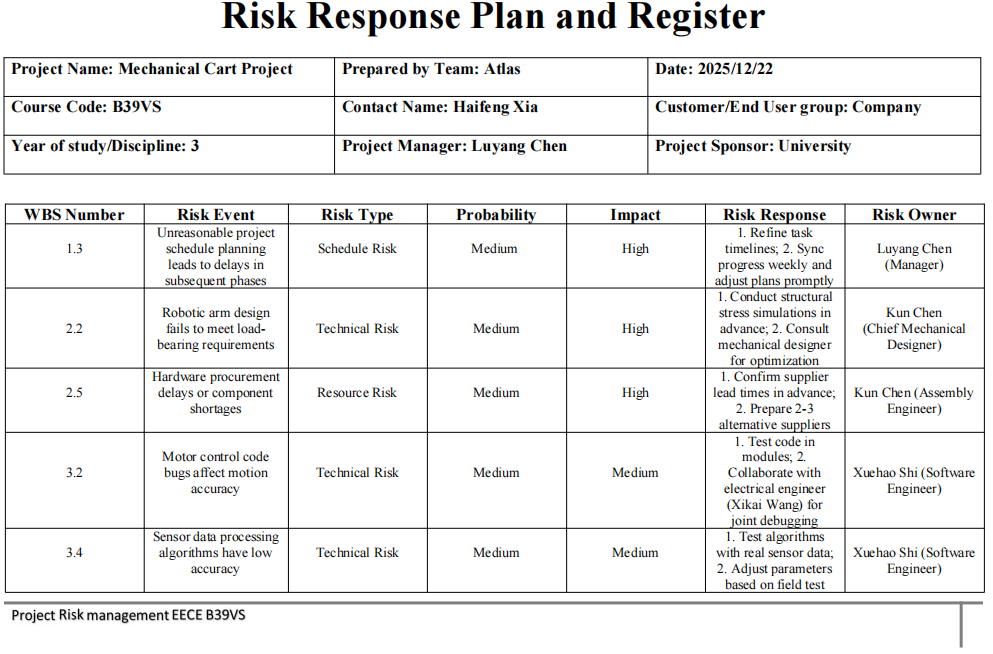 Risk Response Plan and Register
Project Name: Mechanical Cart Project
Prepared by Team: Atlas
Date: 2025/12/22
Course Code: B39VS
Contact Name: Haifeng Xia
Customer/End User group: Company
Year of study/Discipline: 3
Project Manager: Luyang Chen
Project Sponsor: University
WBS Number
Risk Event
Risk Type
Probability
Impact
Risk Response
Risk Owner
1.3
Unreasonable project
schedule planning
leads to delays in
subsequent phases
Schedule Risk
Medium
High
1. Refine task
timelines; 2. Sync
progress weekly and
adjust plans promptly
Luyang Chen
(Manager)
2.2
Robotic arm design
fails to meet load-
bearing requirements
Technical Risk
Medium
High
1. Conduct structural
stress simulations in
advance; 2. Consult
mechanical designer
for optimization
Kun Chen
(Chief Mechanical
Designer)
2.5
Hardware procurement
delays or component
shortages
Resource Risk
Medium
High
1. Confirm supplier
lead times in advance;
2. Prepare 2-3
alternative suppliers
Kun Chen (Assembly
Engineer)
3.2
Motor control code
bugs affect motion
accuracy
Technical Risk
Medium
Medium
1. Test code in
modules; 2.
Collaborate with
electrical engineer
(Xikai Wang) for
joint debugging
Xuehao Shi (Software
Engineer)
3.4
Sensor data processing
algorithms have low
accuracy
Technical Risk
Medium
Medium
1. Test algorithms
with real sensor data;
2. Adjust parameters
based on field test
Xuehao Shi (Software
Engineer)
Project Risk management EECE B39VS